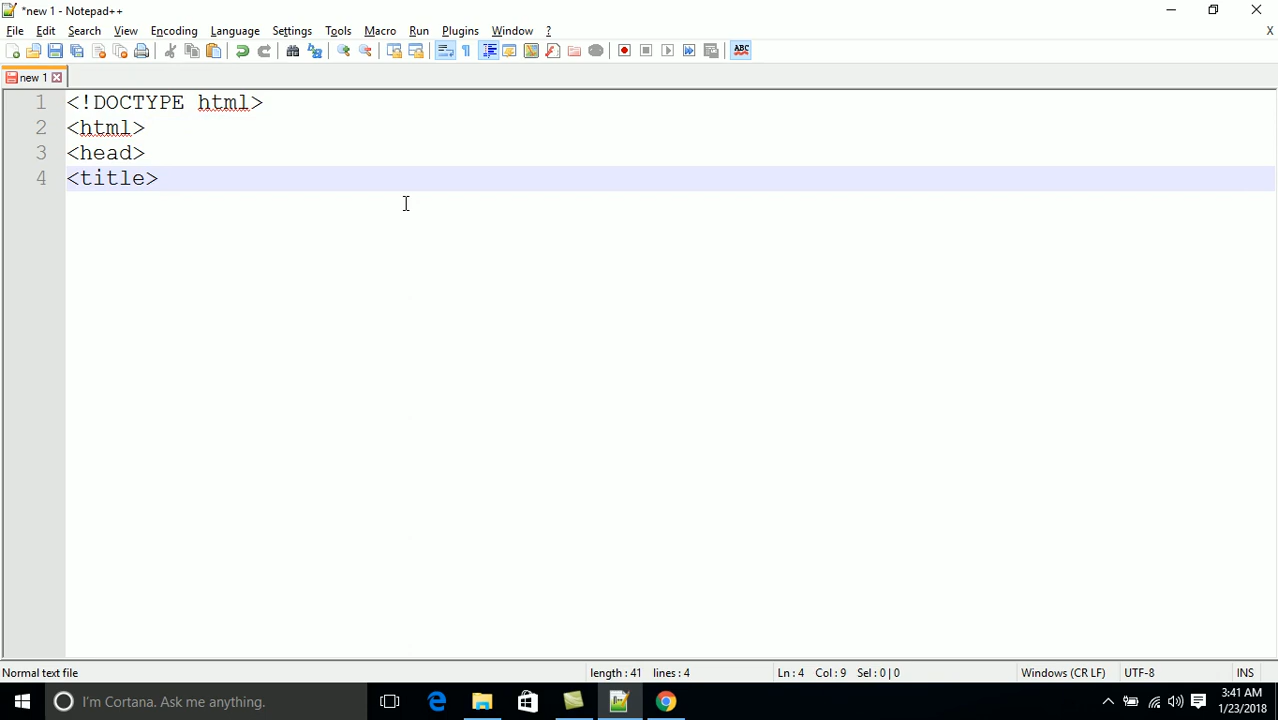 *new 1 - Notepad++
File Edit Search View Encoding Language Settings Tools Macro Run Plugins Window ? X
ABC
new 1
1 <!DOCTYPE html>
2 <html>
3 <head>
4 <title>
Normal text file length : 41 lines : 4 Ln : 4 Col : 9 Sel : 0 | 0 Windows (CR LF) UTF-8 INS
I'm Cortana. Ask me anything.
3:41 AM
1/23/2018